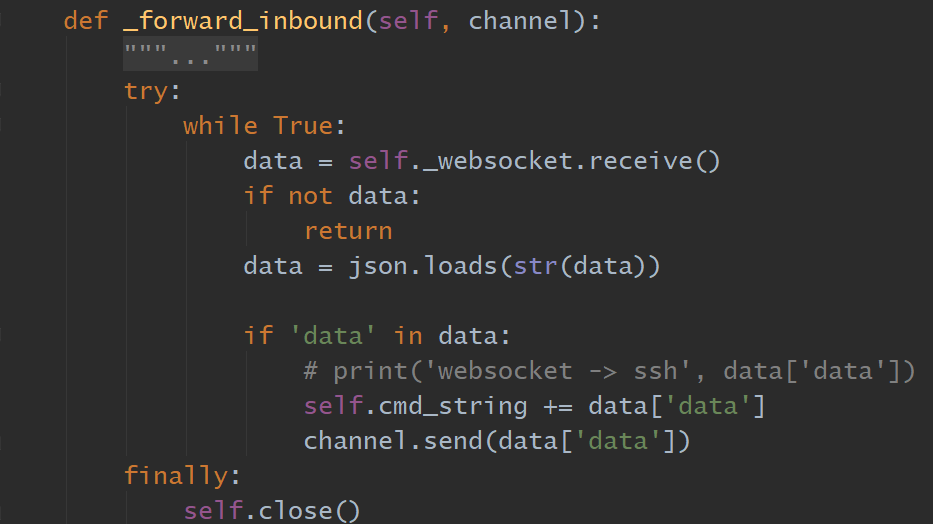 def _forward_inbound(self, channel):
    """..."""
    try:
        while True:
            data = self._websocket.receive()
            if not data:
                return
            data = json.loads(str(data))

            if 'data' in data:
                # print('websocket -> ssh', data['data'])
                self.cmd_string += data['data']
                channel.send(data['data'])
    finally:
        self.close()